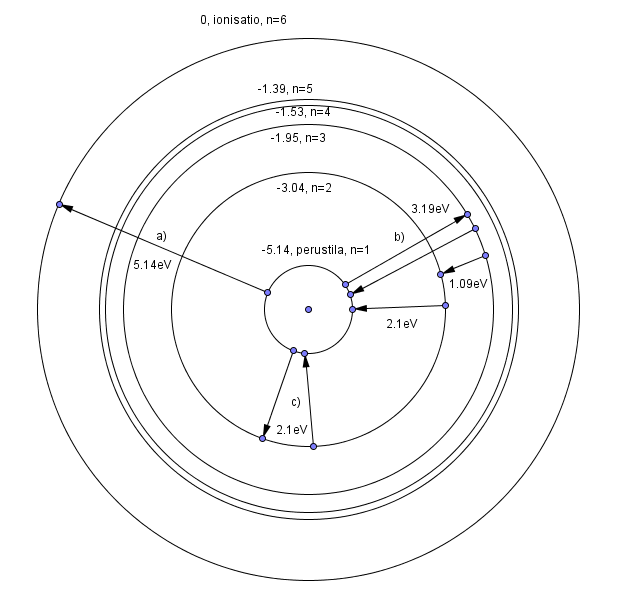 0, ionisatio, n=6
-1.39, n=5
-1.53, n=4
-1.95, n=3
-3.04, n=2
-5.14, perustila, n=1
3.19eV
a)
b)
5.14eV
1.09eV
2.1eV
c)
2.1eV